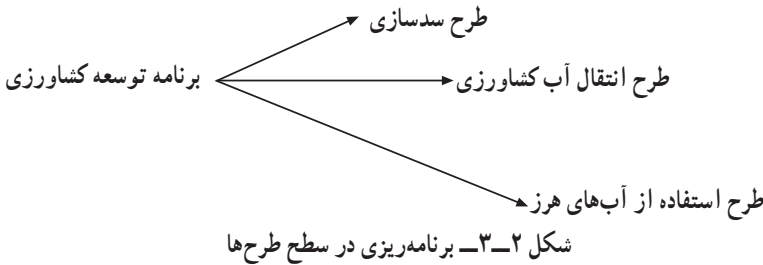 طرح سدسازی
برنامه توسعه کشاورزی
طرح انتقال آب کشاورزی
طرح استفاده از آب‌های هرز
شکل ۲ــ۳ــ برنامه‌ریزی در سطح طرح‌ها